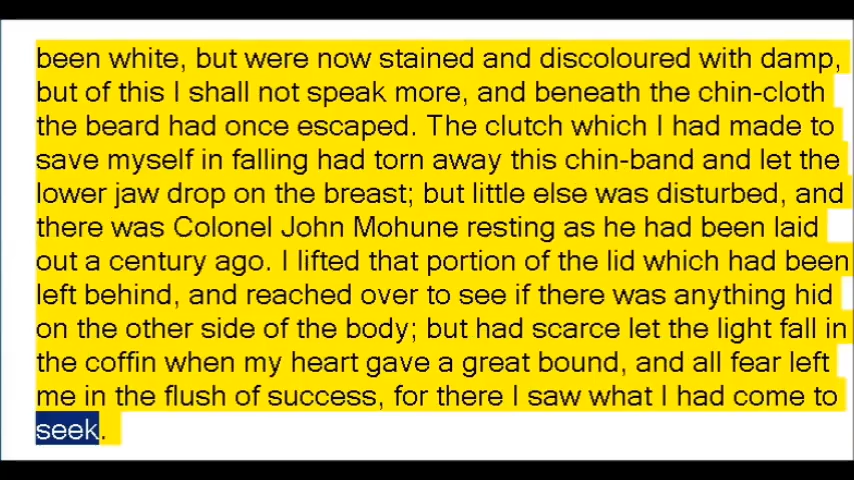 been white, but were now stained and discoloured with damp,
but of this I shall not speak more, and beneath the chin-cloth
the beard had once escaped. The clutch which I had made to
save myself in falling had torn away this chin-band and let the
lower jaw drop on the breast; but little else was disturbed, and
there was Colonel John Mohune resting as he had been laid
out a century ago. I lifted that portion of the lid which had been
left behind, and reached over to see if there was anything hid
on the other side of the body; but had scarce let the light fall in
the coffin when my heart gave a great bound, and all fear left
me in the flush of success, for there I saw what I had come to
seek.